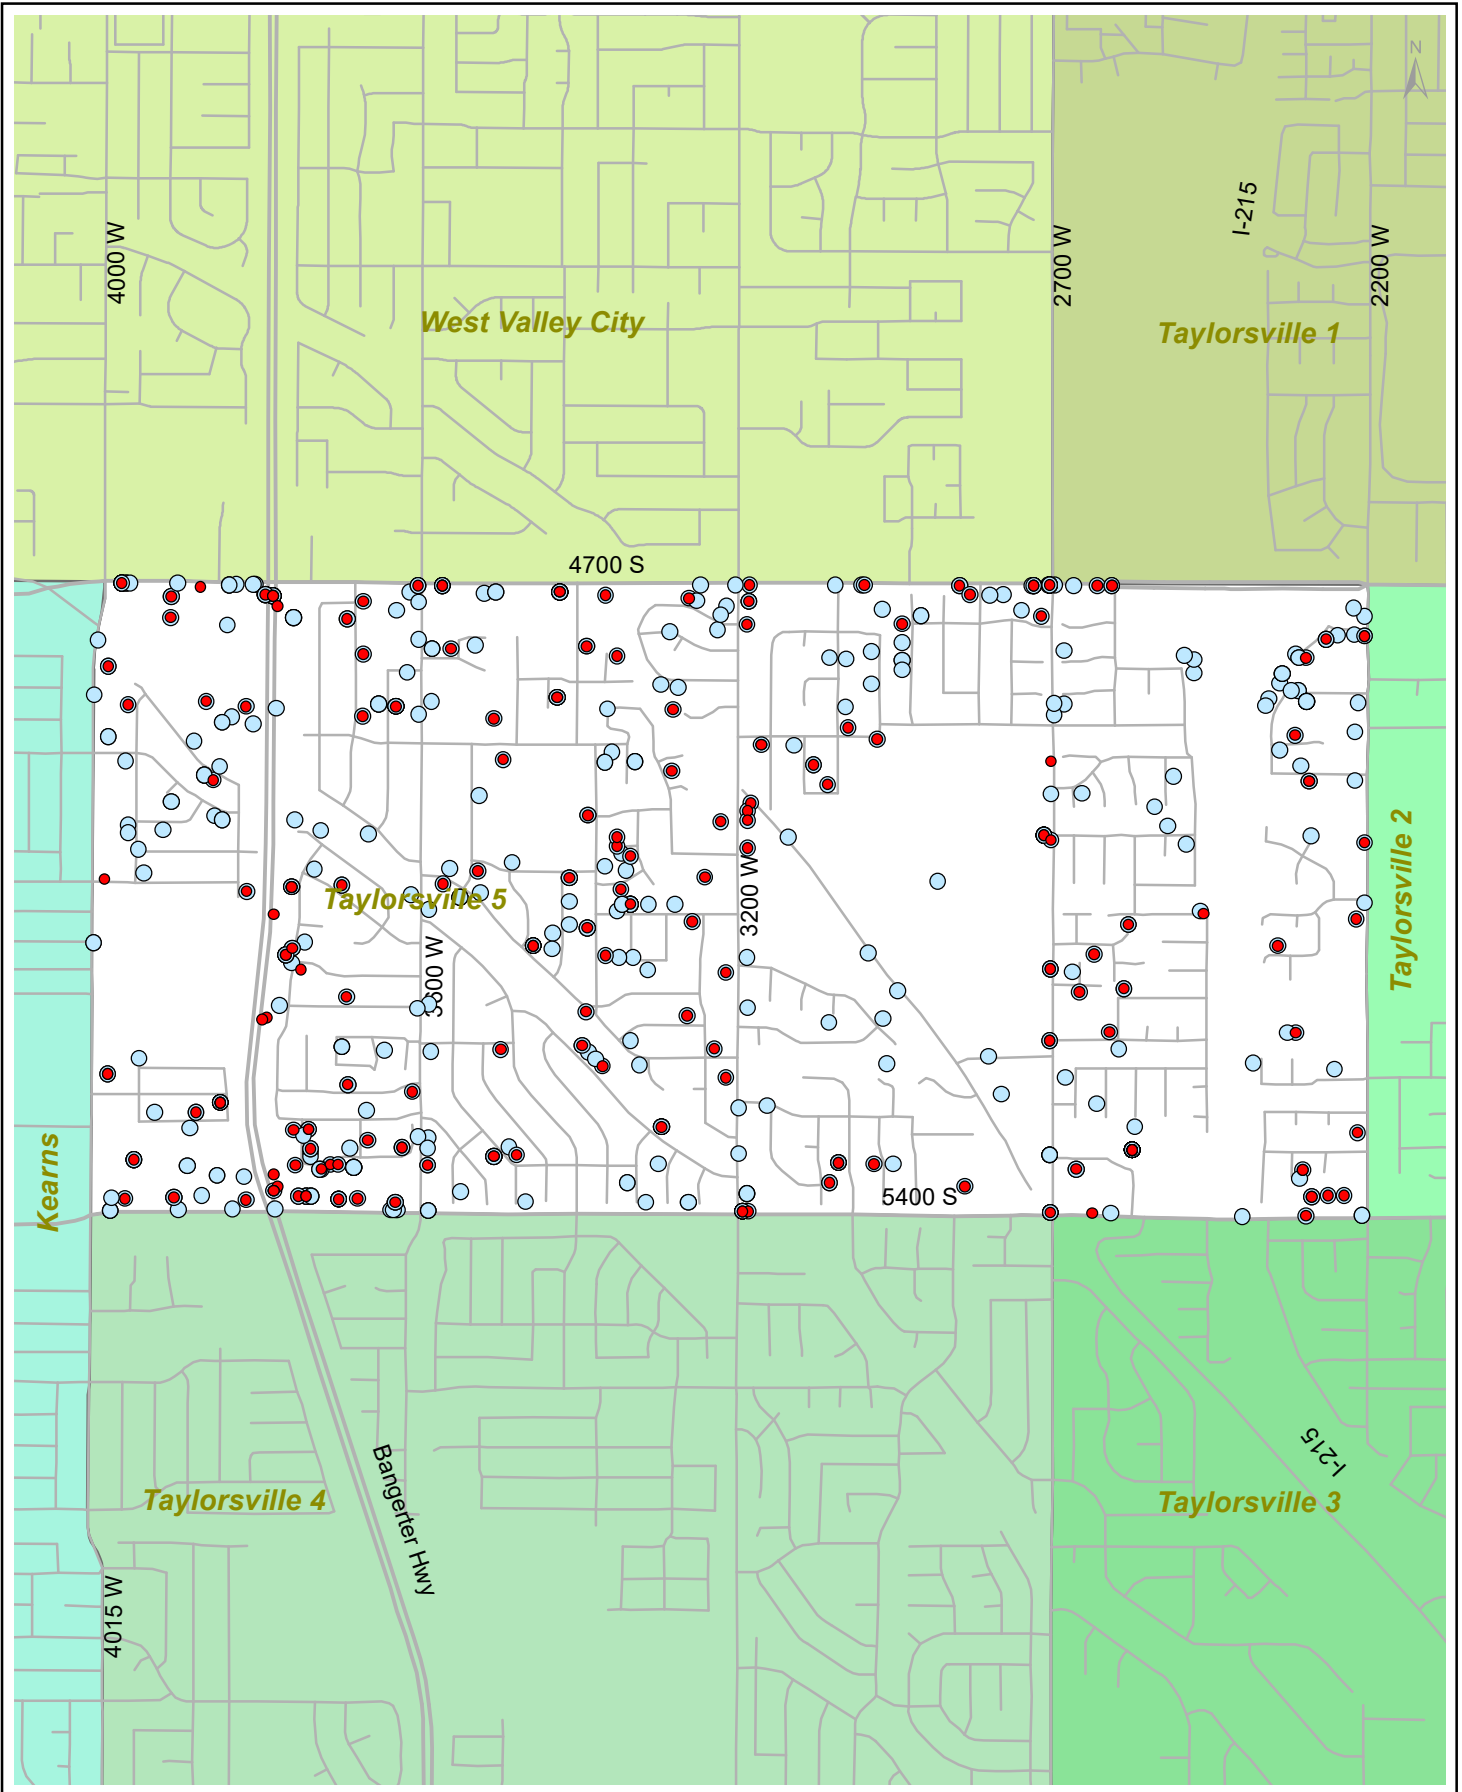 N
I-215
4000 W
2700 W
2200 W
West Valley City
Taylorsville 1
4700 S
Taylorsville 2
Taylorsville 5
3200 W
3600 W
Kearns
5400 S
I-215
Taylorsville 4
Bangerter Hwy
Taylorsville 3
4015 W